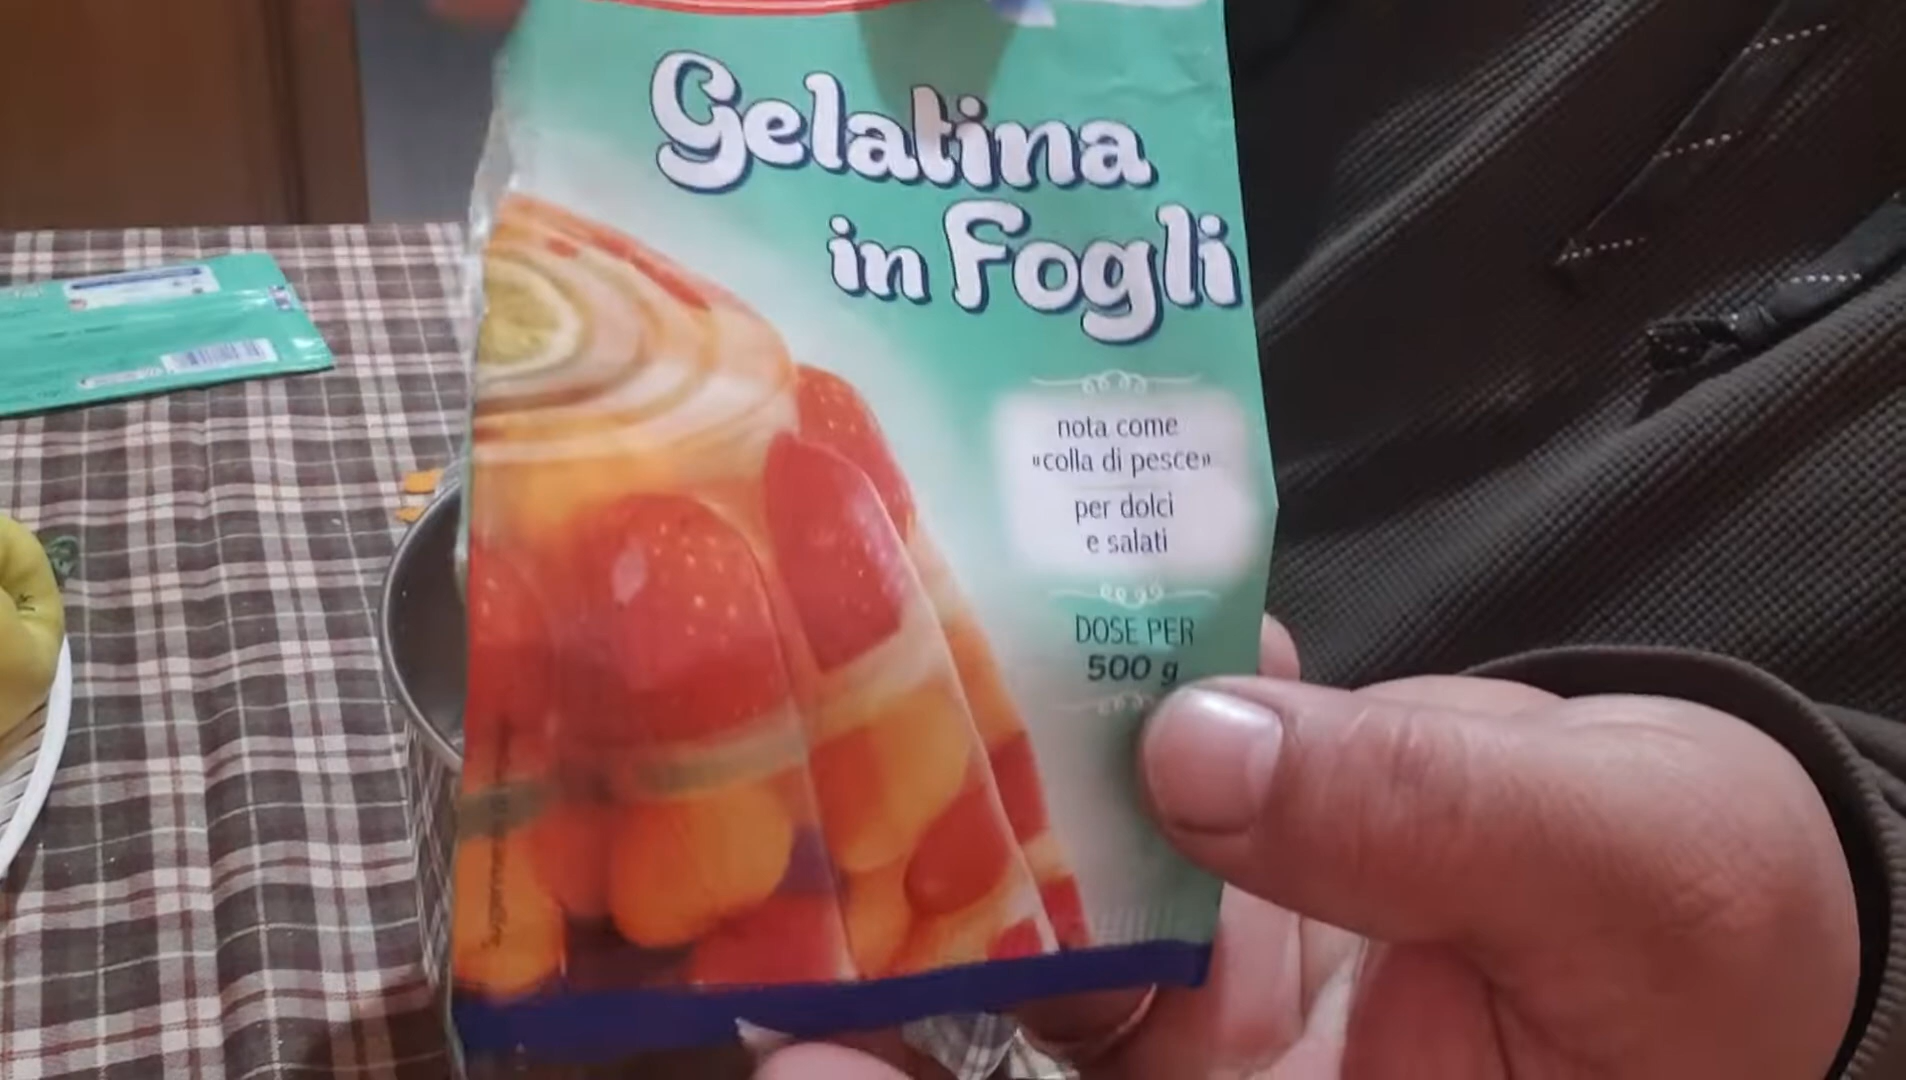 Gelatina
in Fogli
nota come
«colla di pesce»
per dolci
e salati
DOSE PER
500 g